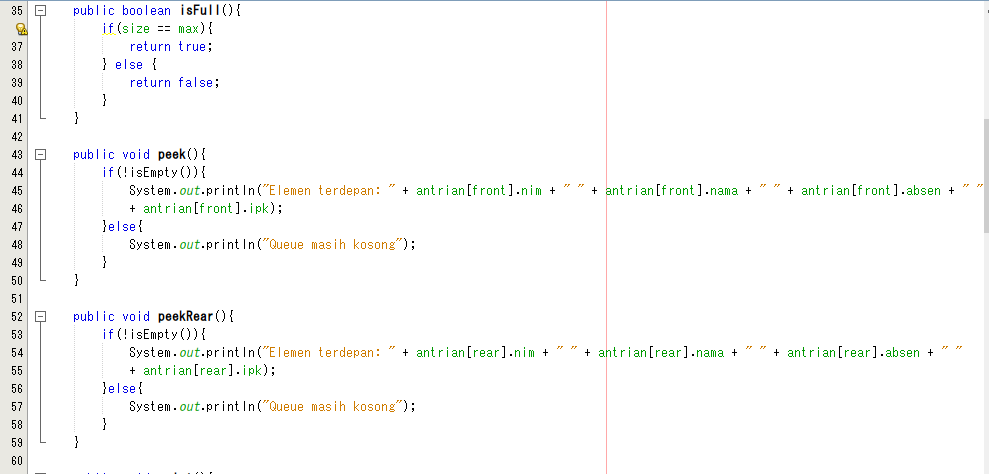 35 public boolean isFull(){
if(size == max){
37 return true;
38 } else {
39 return false;
40 }
41 }
42
43 public void peek(){
44 if(!isEmpty()){
45 System.out.println("Elemen terdepan: " + antrian[front].nim + " " + antrian[front].nama + " " + antrian[front].absen + " "
46 + antrian[front].ipk);
47 }else{
48 System.out.println("Queue masih kosong");
49 }
50 }
51
52 public void peekRear(){
53 if(!isEmpty()){
54 System.out.println("Elemen terdepan: " + antrian[rear].nim + " " + antrian[rear].nama + " " + antrian[rear].absen + " "
55 + antrian[rear].ipk);
56 }else{
57 System.out.println("Queue masih kosong");
58 }
59 }
60